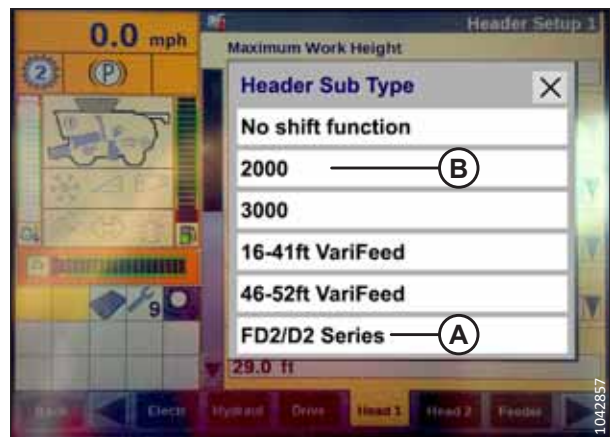 0.0 mph
Header Setup 1
Maximum Work Height
2
P
Header Sub Type
No shift function
2000
B
3000
16-41ft VariFeed
46-52ft VariFeed
9
FD2/D2 Series
A
29.0 ft
Back
Electr
Hydraul
Drive
Head 1
Head 2
Feeder
1042857